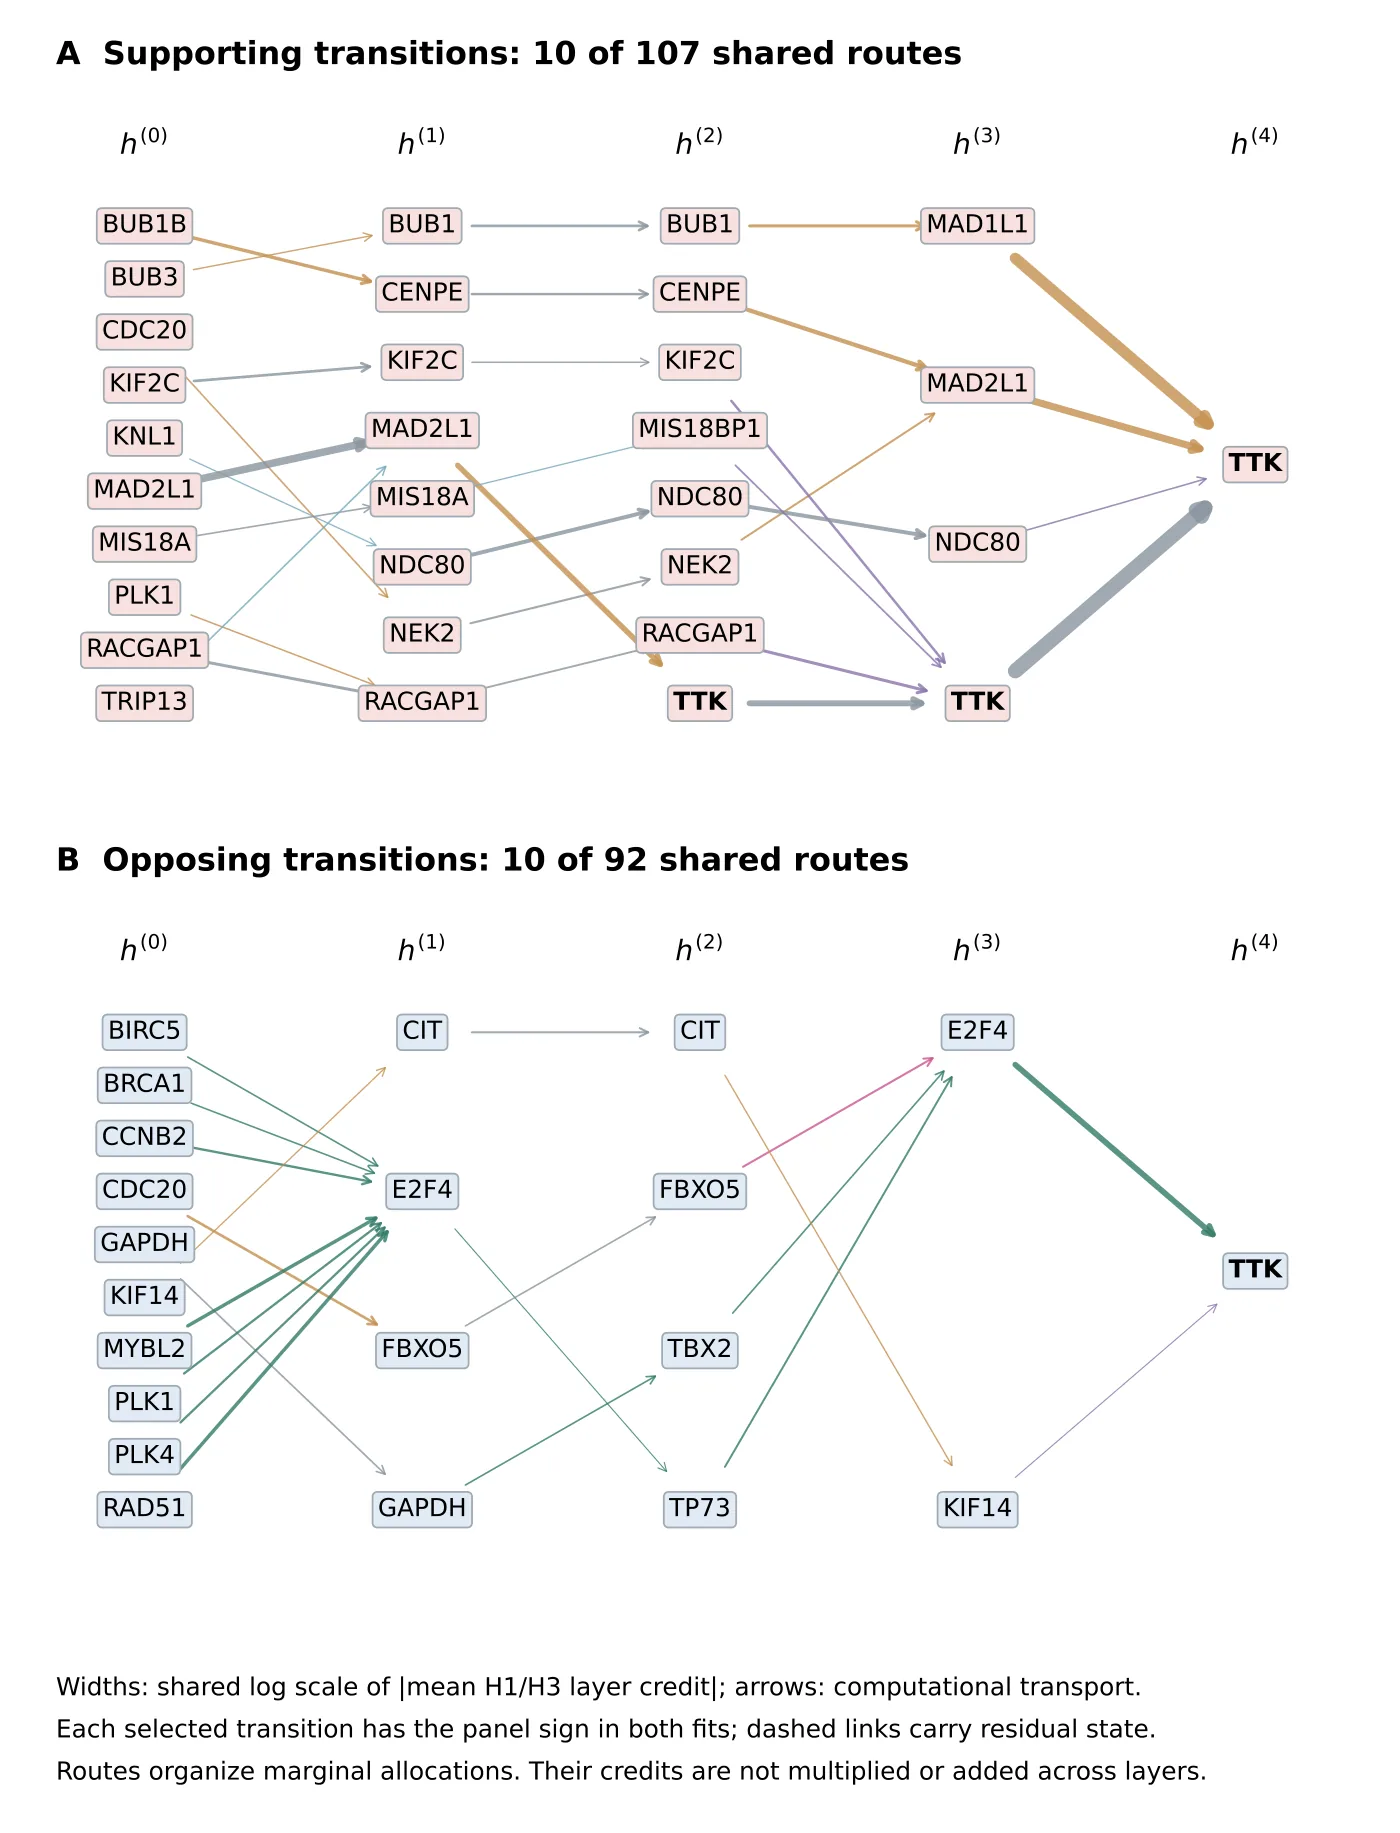 A  Supporting transitions: 10 of 107 shared routes
h(0)  h(1)  h(2)  h(3)  h(4)
BUB1B
BUB3
CDC20
KIF2C
KNL1
MAD2L1
MIS18A
PLK1
RACGAP1
TRIP13
BUB1
CENPE
KIF2C
MAD2L1
MIS18A
NDC80
NEK2
RACGAP1
BUB1
CENPE
KIF2C
MIS18BP1
NDC80
NEK2
RACGAP1
TTK
MAD1L1
MAD2L1
NDC80
TTK
TTK
B  Opposing transitions: 10 of 92 shared routes
h(0)  h(1)  h(2)  h(3)  h(4)
BIRC5
BRCA1
CCNB2
CDC20
GAPDH
KIF14
MYBL2
PLK1
PLK4
RAD51
CIT
E2F4
FBXO5
GAPDH
CIT
FBXO5
TBX2
TP73
E2F4
KIF14
TTK
Widths: shared log scale of |mean H1/H3 layer credit|; arrows: computational transport.
Each selected transition has the panel sign in both fits; dashed links carry residual state.
Routes organize marginal allocations. Their credits are not multiplied or added across layers.